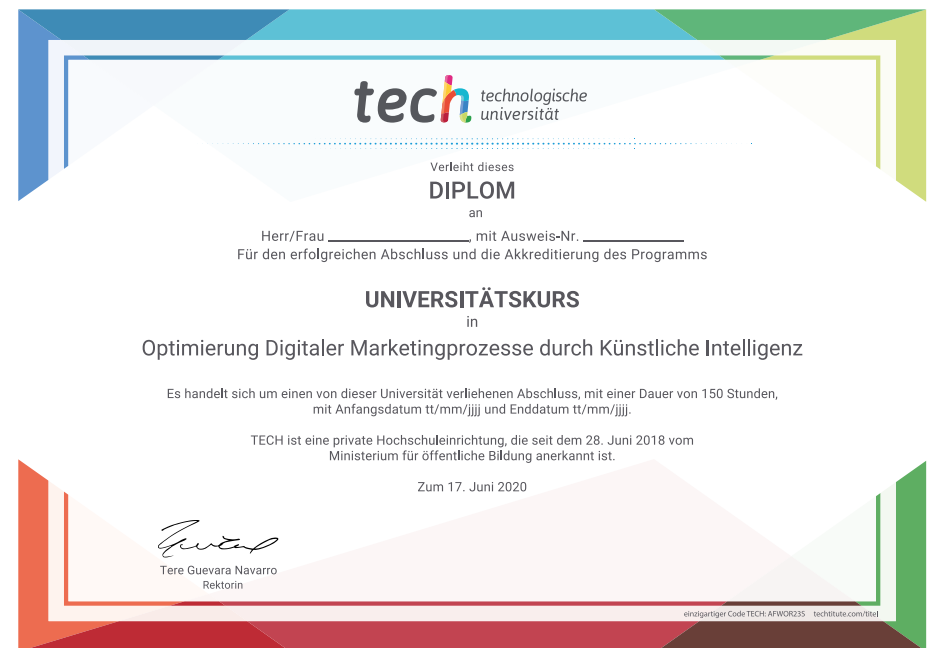 tech technologische
universität
Verleiht dieses
DIPLOM
an
Herr/Frau ____________________, mit Ausweis-Nr. ______________
Für den erfolgreichen Abschluss und die Akkreditierung des Programms
UNIVERSITÄTSKURS
in
Optimierung Digitaler Marketingprozesse durch Künstliche Intelligenz
Es handelt sich um einen von dieser Universität verliehenen Abschluss, mit einer Dauer von 150 Stunden,
mit Anfangsdatum tt/mm/jjjj und Enddatum tt/mm/jjjj.
TECH ist eine private Hochschuleinrichtung, die seit dem 28. Juni 2018 vom
Ministerium für öffentliche Bildung anerkannt ist.
Zum 17. Juni 2020
Tere Guevara Navarro
Rektorin
einzigartiger Code TECH: AFWOR23S techtitute.com/titel